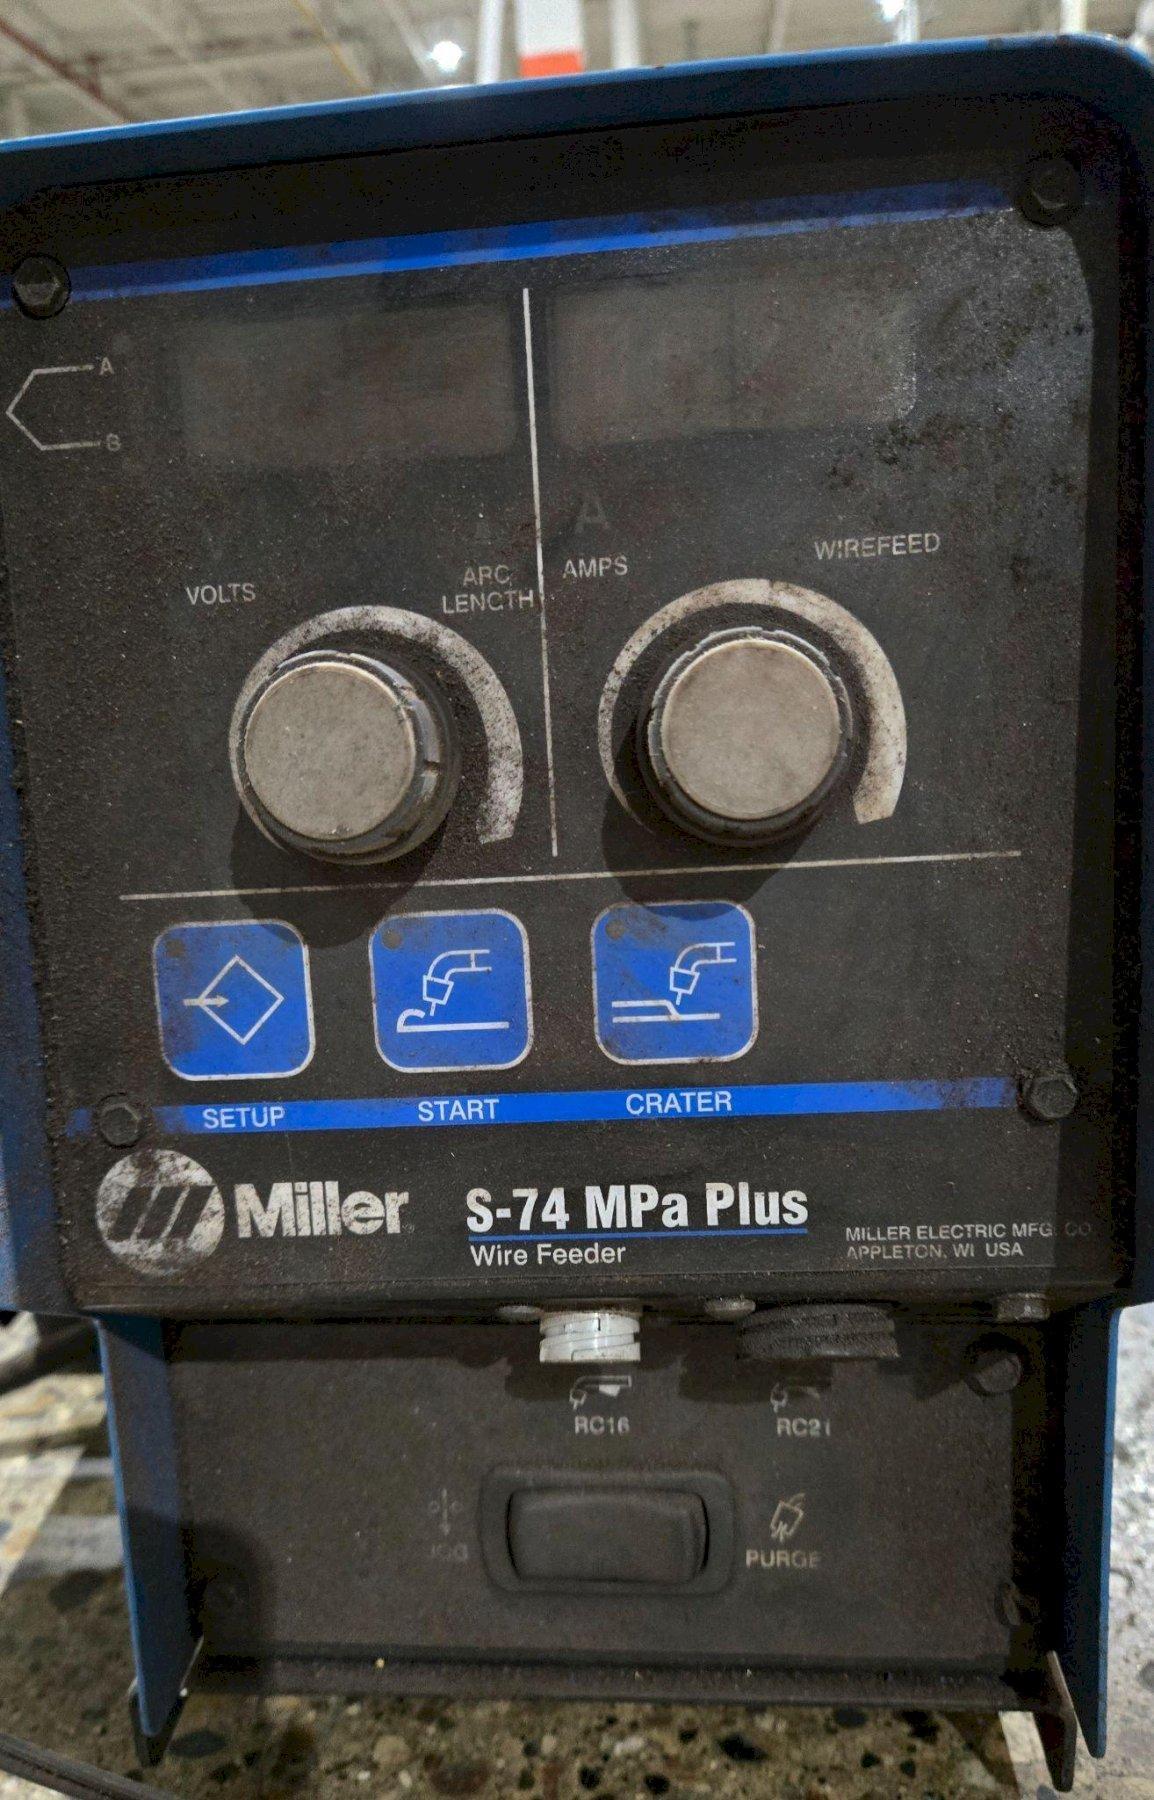 A
B
A
VOLTS
ARC
LENGTH
AMPS
WIREFEED
SETUP
START
CRATER
Miller
S-74 MPa Plus
Wire Feeder
MILLER ELECTRIC MFG. CO
APPLETON, WI USA
RC16
RC21
JOG
PURGE